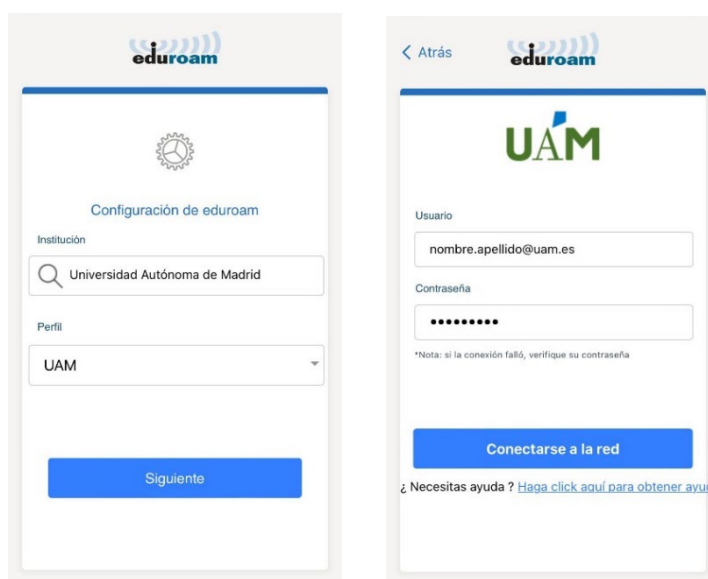 eduroam
Configuración de eduroam
Institución
Universidad Autónoma de Madrid
Perfil
UAM
Siguiente
Atrás
eduroam
UAM
Usuario
nombre.apellido@uam.es
Contraseña
•••••••••
*Nota: si la conexión falló, verifique su contraseña
Conectarse a la red
¿ Necesitas ayuda ? Haga click aquí para obtener ayu